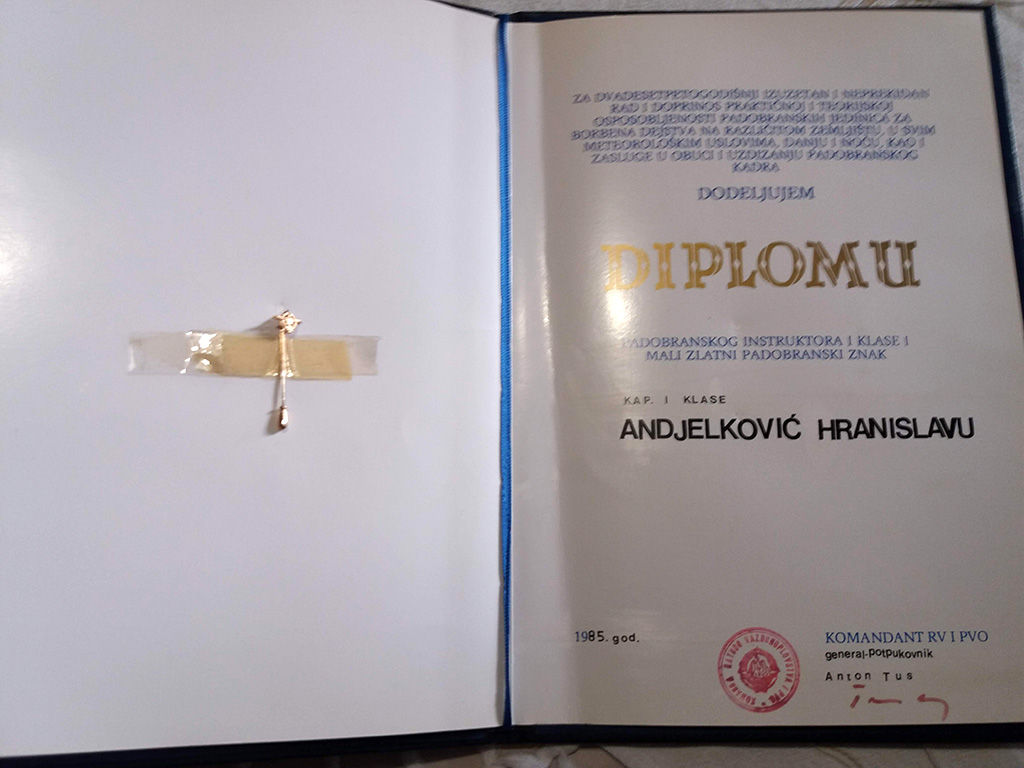 ZA DVADESETPETOGODIŠNJI IZUZETAN I NEPREKIDAN
RAD I DOPRINOS PRAKTIČNOJ I TEORIJSKOJ
OSPOSOBLJENOSTI PADOBRANSKIH JEDINICA ZA
BORBENA DEJSTVA NA RAZLIČITOM ZEMLJIŠTU, U SVIM
METEOROLOŠKIM USLOVIMA, DANJU I NOĆU, KAO I
ZASLUGE U OBUCI I UZDIZANJU PADOBRANSKOG
KADRA
DODELJUJEM
DIPLOMU
PADOBRANSKOG INSTRUKTORA I KLASE I
MALI ZLATNI PADOBRANSKI ZNAK
KAP. I KLASE
ANDJELKOVIĆ HRANISLAVU
1985. god.
KOMANDANT RV I PVO
general-potpukovnik
Anton Tus